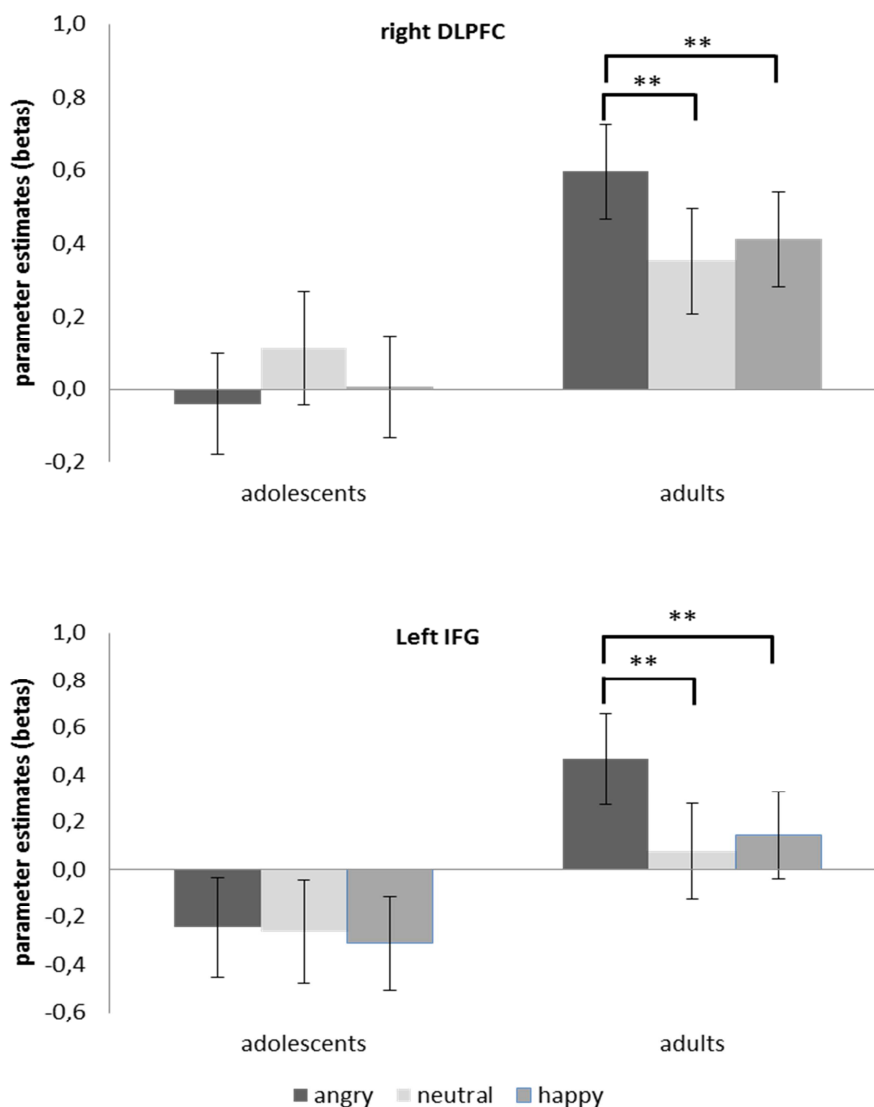 right DLPFC
parameter estimates (betas)
1,0
0,8
0,6
0,4
0,2
0,0
-0,2
**
**
adolescents adults
Left IFG
parameter estimates (betas)
1,0
0,8
0,6
0,4
0,2
0,0
-0,2
-0,4
-0,6
**
**
adolescents adults
angry neutral happy